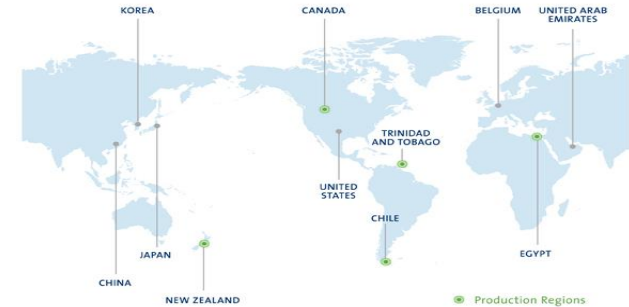 KOREA
CANADA
BELGIUM
UNITED ARAB
EMIRATES
TRINIDAD
AND TOBAGO
UNITED
STATES
CHILE
JAPAN
EGYPT
CHINA
NEW ZEALAND
Production Regions